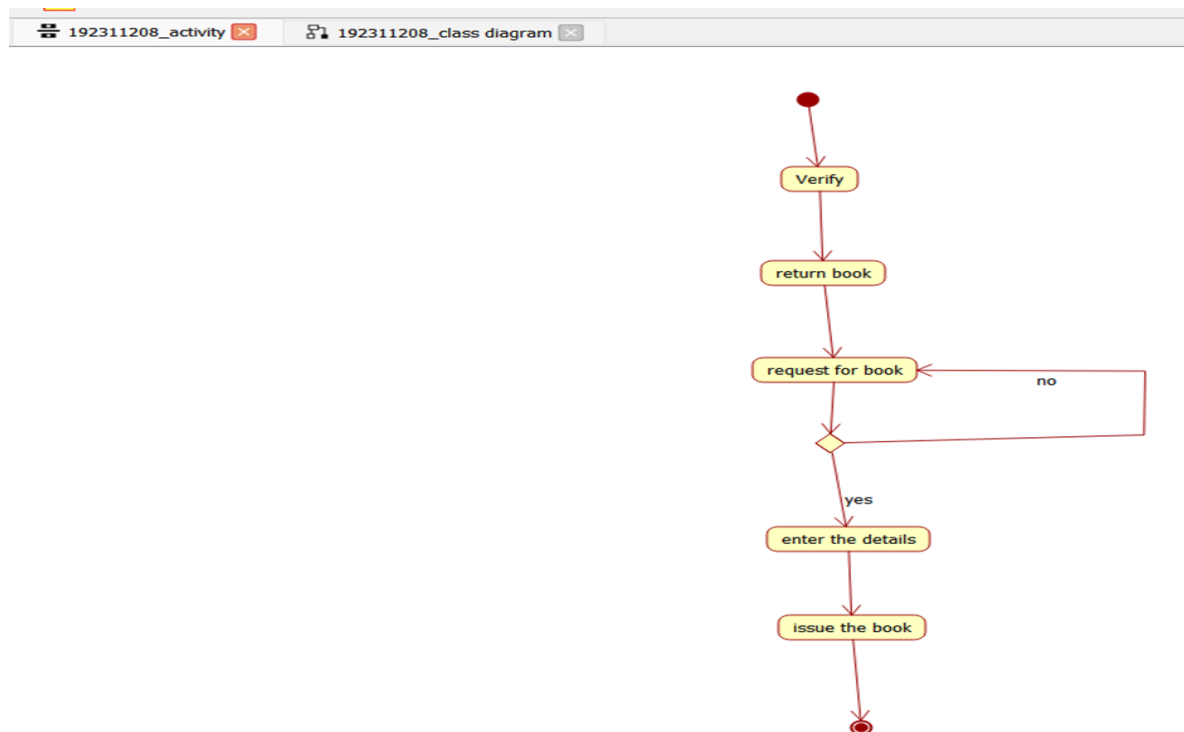 192311208_activity
192311208_class diagram
Verify
return book
request for book
no
yes
enter the details
issue the book